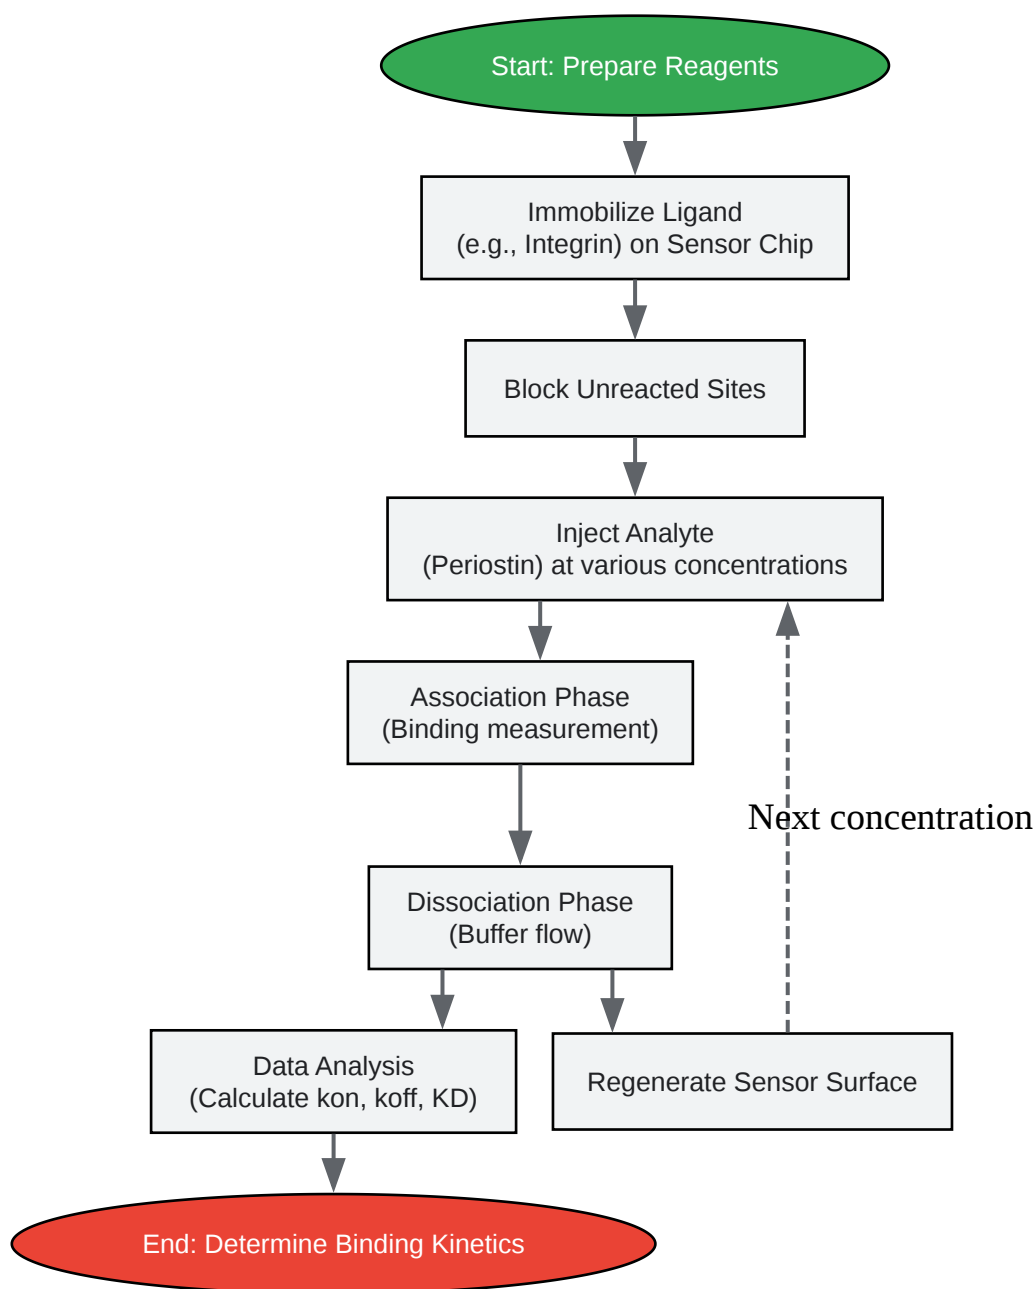 Start: Prepare Reagents
Immobilize Ligand
(e.g., Integrin) on Sensor Chip
Block Unreacted Sites
Inject Analyte
(Periostin) at various concentrations
Association Phase
(Binding measurement)
Next concentration
Dissociation Phase
(Buffer flow)
Data Analysis
(Calculate kon, koff, KD)
Regenerate Sensor Surface
End: Determine Binding Kinetics